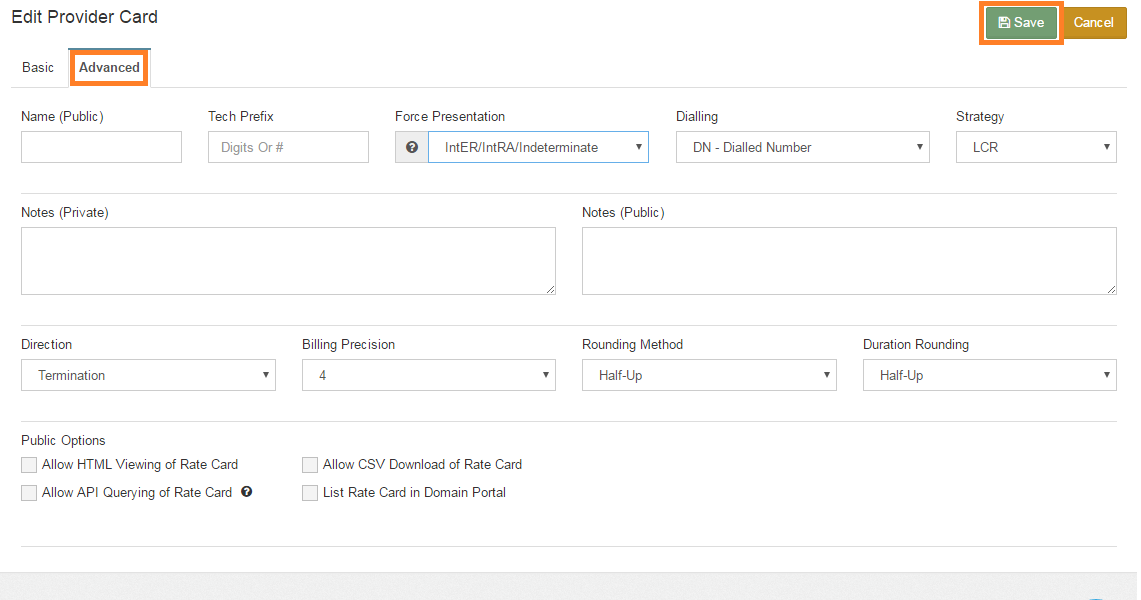 Edit Provider Card
Save Cancel
Basic Advanced
Name (Public) Tech Prefix Force Presentation Dialling Strategy
Digits Or # ? IntER/IntRA/Indeterminate DN - Dialled Number LCR
Notes (Private) Notes (Public)
Direction Billing Precision Rounding Method Duration Rounding
Termination 4 Half-Up Half-Up
Public Options
Allow HTML Viewing of Rate Card Allow CSV Download of Rate Card
Allow API Querying of Rate Card ? List Rate Card in Domain Portal